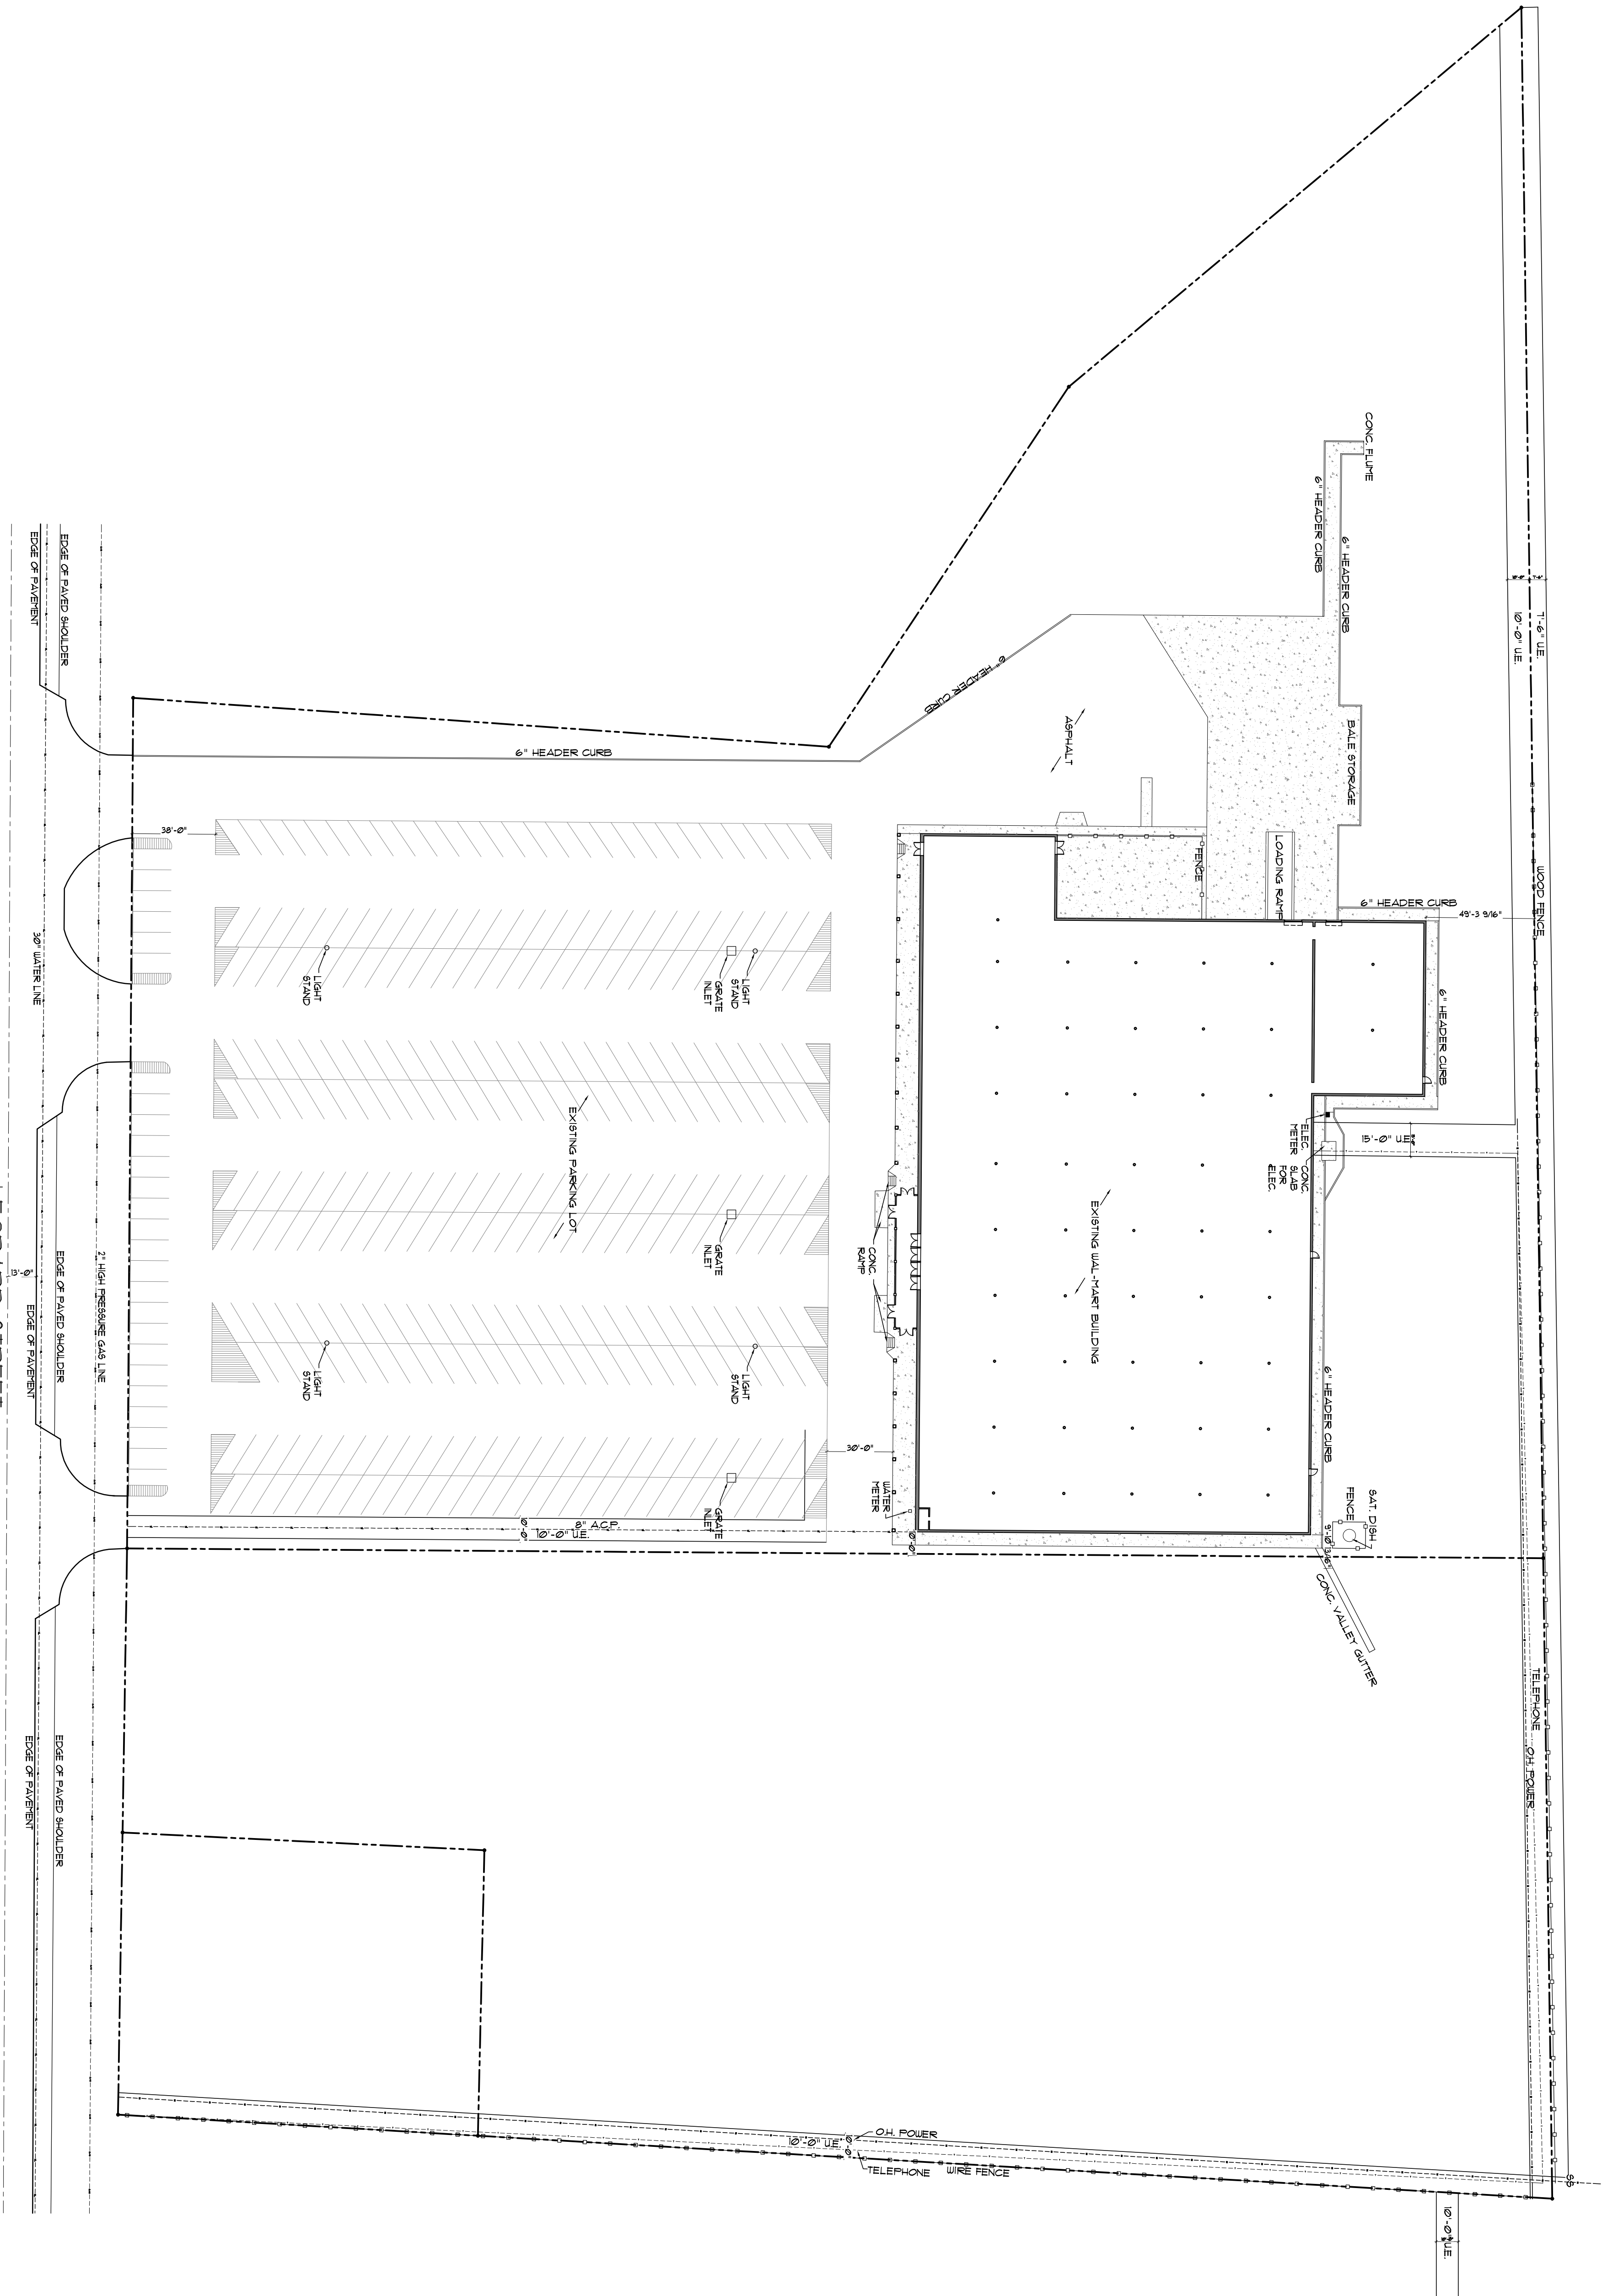 CONC. FLUME
6" HEADER CURB
6" HEADER CURB
7'-6"
10'-0" U.E.
7'-6" U.E.
EDGE OF PAVEMENT
EDGE OF PAVED SHOULDER
6" HEADER CURB
6" HEADER CURB
ASPHALT
BALE STORAGE
38'-0"
FENCE
LOADING RAMP
WOOD FENCE
6" HEADER CURB
49'-3 9/16"
30" WATER LINE
LIGHT
STAND
GRATE
INLET
LIGHT
STAND
6" HEADER CURB
EXISTING PARKING LOT
ELEC.
METER
CONC.
SLAB
FOR
ELEC.
15'-0" U.E.
EXISTING WAL-MART BUILDING
CONC.
RAMP
GRATE
INLET
13'-0"
EDGE OF PAVEMENT
EDGE OF PAVED SHOULDER
2" HIGH PRESSURE GAS LINE
LIGHT
STAND
LIGHT
STAND
6" HEADER CURB
30'-0"
WATER
METER
GRATE
INLET
8" A.C.P.
10'-0" U.E.
FENCE
SAT. DISH
9'-10 3/16"
CONC. VALLEY GUTTER
TELEPHONE
O.H. POWER
EDGE OF PAVEMENT
EDGE OF PAVED SHOULDER
O.H. POWER
10'-0" U.E.
TELEPHONE
WIRE FENCE
10'-0" U.E.